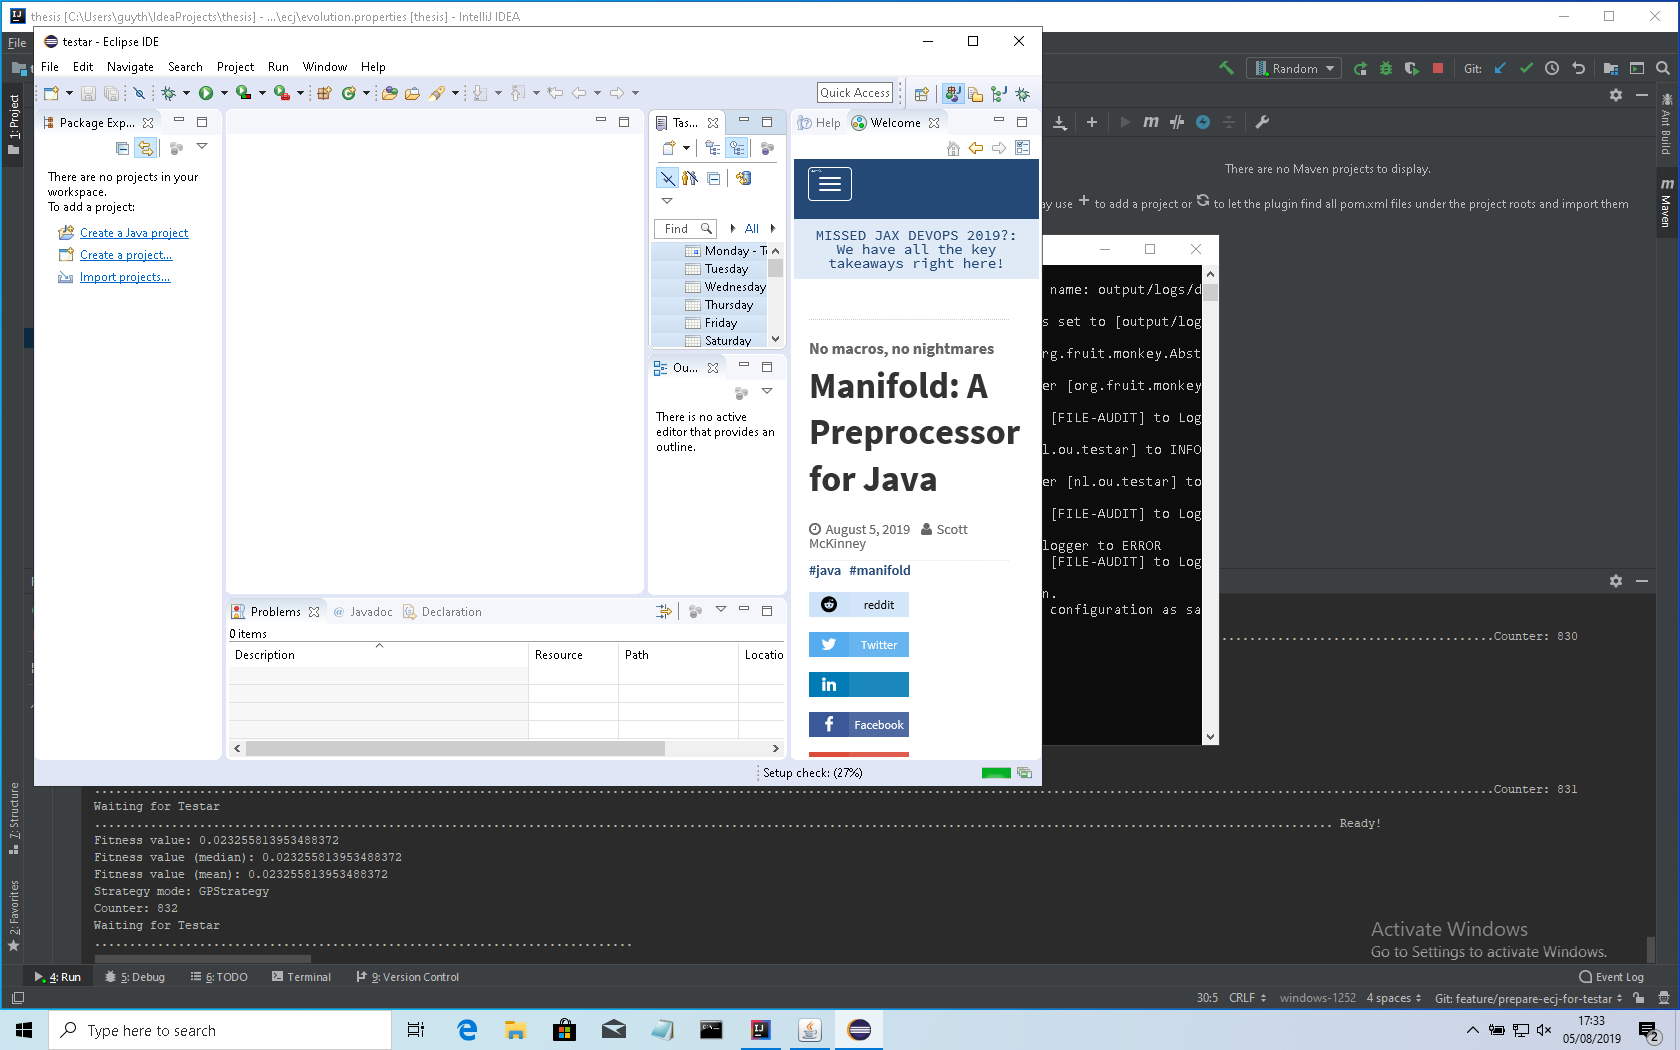 thesis [C:\Users\guyth\IdeaProjects\thesis] - ...\ecj\evolution.properties [thesis] - IntelliJ IDEA
File
testar - Eclipse IDE
File Edit Navigate Search Project Run Window Help
Quick Access
Random
Git:
1: Project
Package Exp...
There are no projects in your
workspace.
To add a project:
Create a Java project
Create a project...
Import projects...
Tas...
Find
All
Monday - T
Tuesday
Wednesday
Thursday
Friday
Saturday
Ou...
There is no active
editor that provides an
outline.
Help
Welcome
MISSED JAX DEVOPS 2019?:
We have all the key
takeaways right here!
No macros, no nightmares
Manifold: A
Preprocessor
for Java
August 5, 2019 Scott
McKinney
#java #manifold
reddit
Twitter
in
Facebook
Problems
Javadoc
Declaration
0 items
Description Resource Path Locatio
Setup check: (27%)
There are no Maven projects to display.
ay use + to add a project or to let the plugin find all pom.xml files under the project roots and import them
Ant Build
Maven
name: output/logs/d
s set to [output/log
rg.fruit.monkey.Abst
er [org.fruit.monkey
[FILE-AUDIT] to Log
l.ou.testar] to INFO
er [nl.ou.testar] to
[FILE-AUDIT] to Log
logger to ERROR
[FILE-AUDIT] to Log
n.
configuration as sa
Counter: 830
Counter: 831
Waiting for Testar
Ready!
Fitness value: 0.023255813953488372
Fitness value (median): 0.023255813953488372
Fitness value (mean): 0.023255813953488372
Strategy mode: GPStrategy
Counter: 832
Waiting for Testar
7: Structure
2: Favorites
Activate Windows
Go to Settings to activate Windows.
4: Run
5: Debug
6: TODO
Terminal
9: Version Control
Event Log
30:5 CRLF windows-1252 4 spaces Git: feature/prepare-ecj-for-testar
Type here to search
17:33
05/08/2019
2